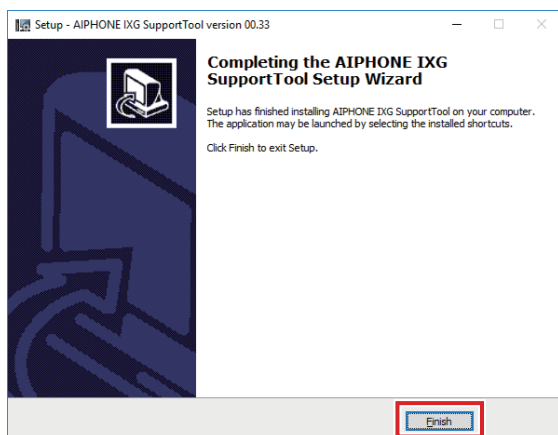 Setup - AIPHONE IXG SupportTool version 00.33
Completing the AIPHONE IXG
SupportTool Setup Wizard
Setup has finished installing AIPHONE IXG SupportTool on your computer.
The application may be launched by selecting the installed shortcuts.
Click Finish to exit Setup.
Finish